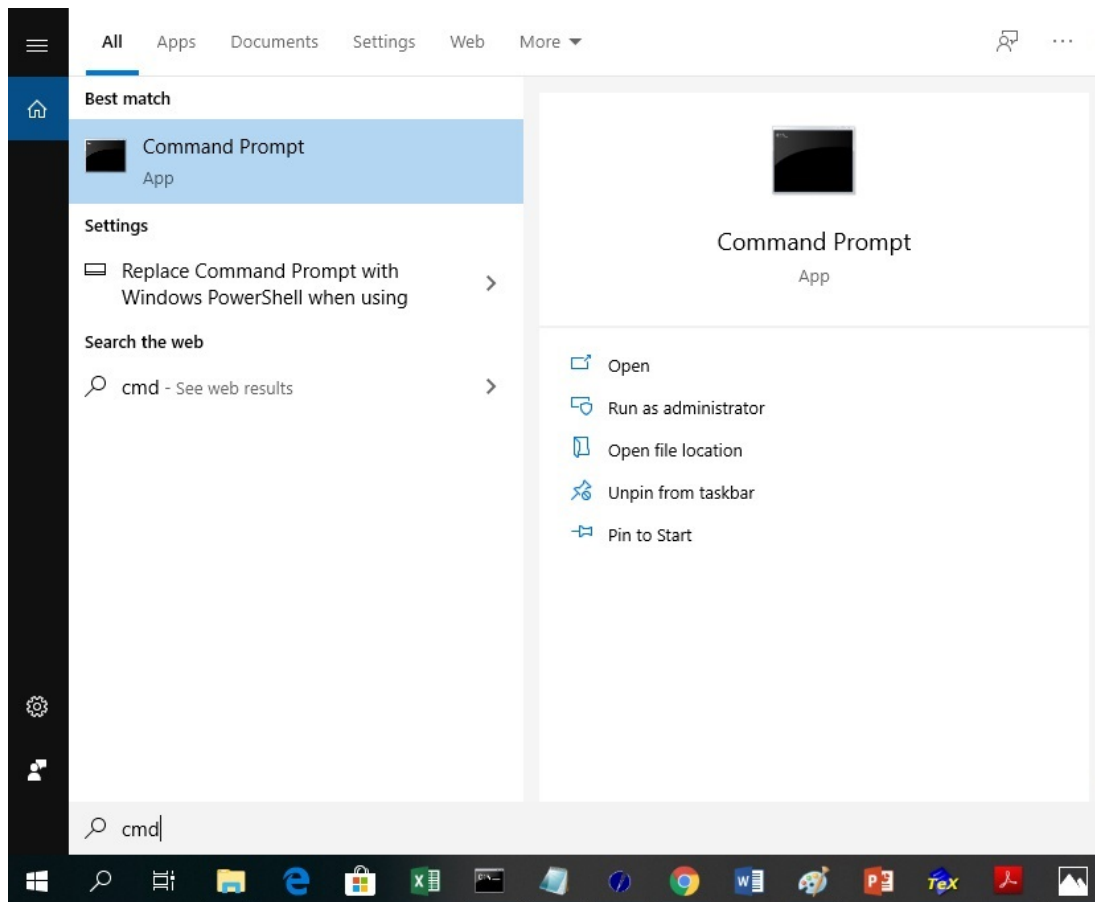 All Apps Documents Settings Web More
Best match
Command Prompt
App
Settings
Replace Command Prompt with
Windows PowerShell when using
Search the web
cmd - See web results
Command Prompt
App
Open
Run as administrator
Open file location
Unpin from taskbar
Pin to Start
cmd
TeX